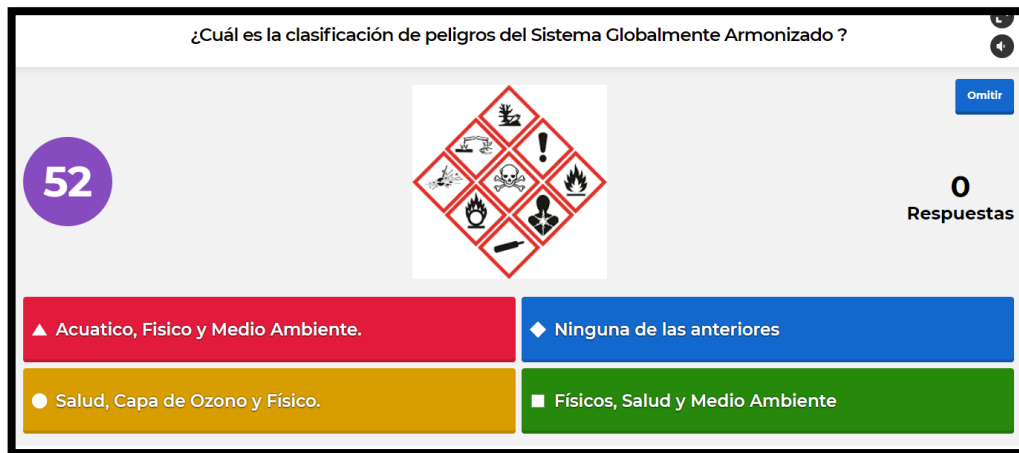 ¿Cuál es la clasificación de peligros del Sistema Globalmente Armonizado ?
Omitir
52
0
Respuestas
Acuatico, Fisico y Medio Ambiente.
Ninguna de las anteriores
Salud, Capa de Ozono y Físico.
Físicos, Salud y Medio Ambiente